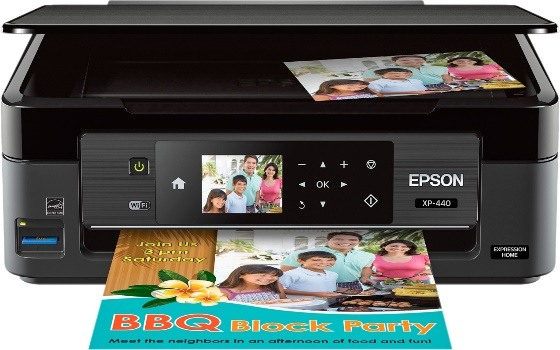 OK
EPSON
WiFi
XP-440
EXPRESSION
HOME
Join Us
3 pm
Saturday
BBQ Block Party
Meet the neighbors in an afternoon of food and fun!